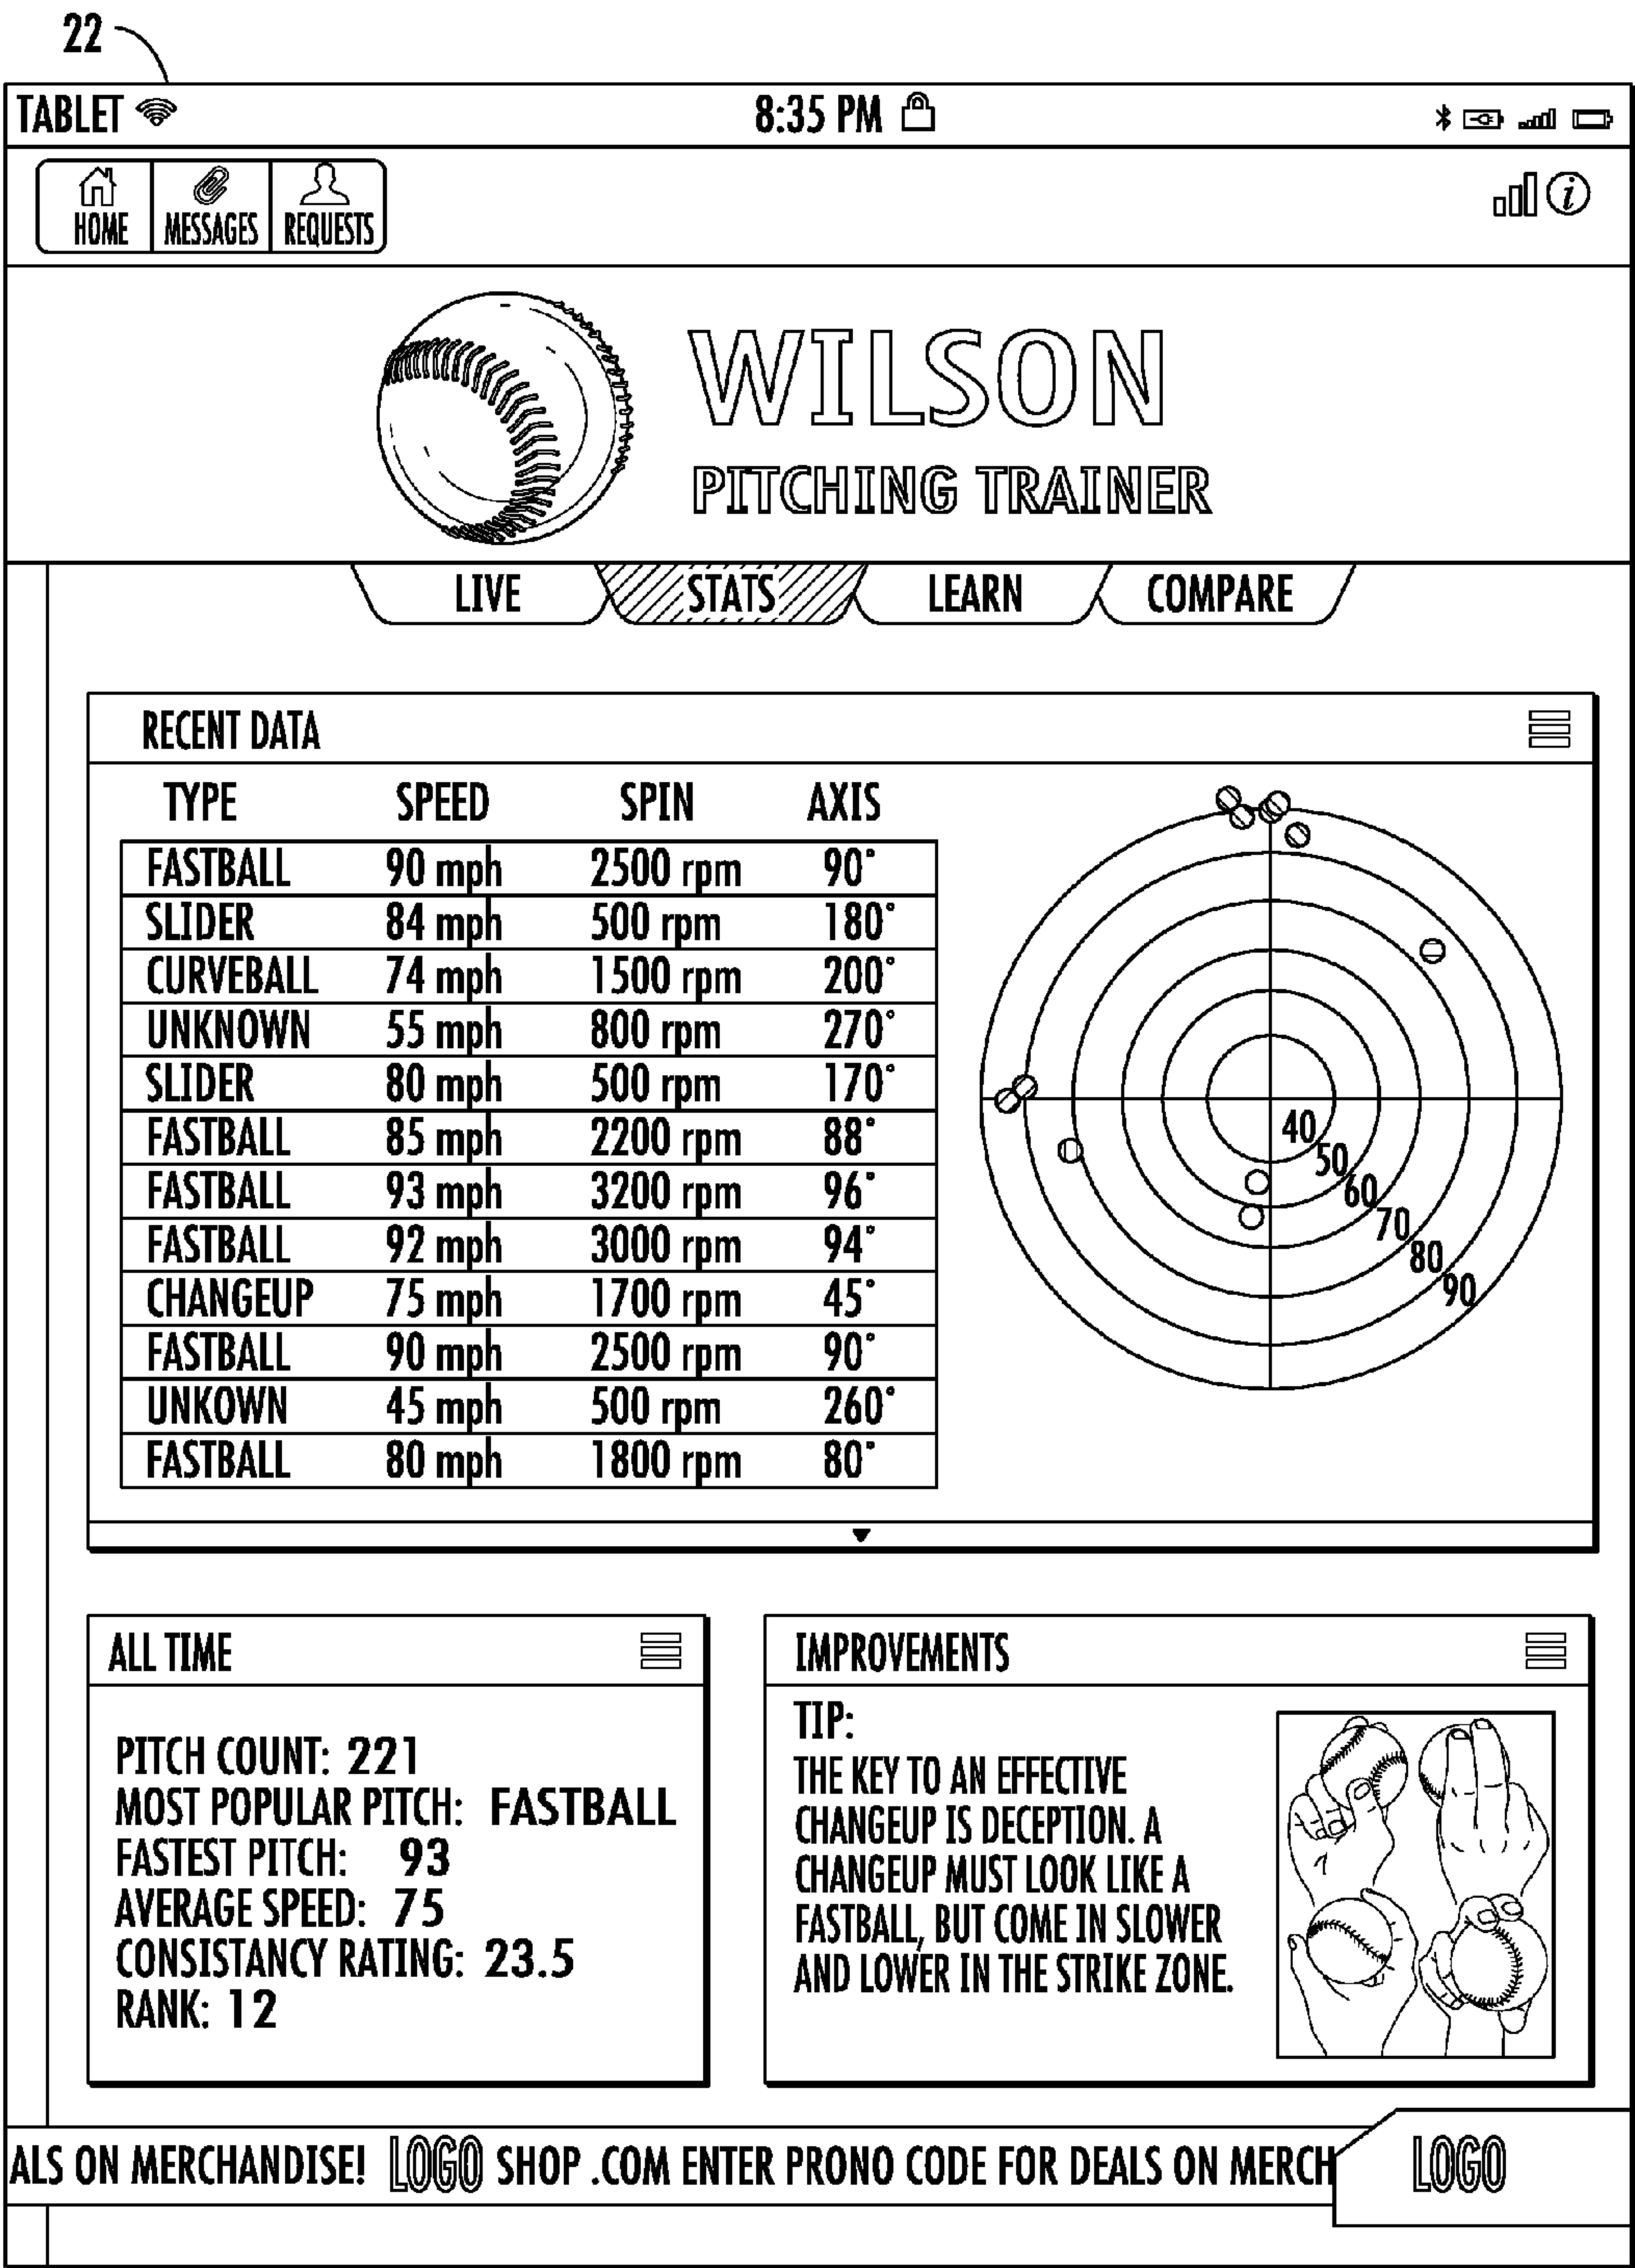 22
TABLET 8:35 PM
HOME MESSAGES REQUESTS
i
WILSON
PITCHING TRAINER
LIVE STATS LEARN COMPARE
RECENT DATA
TYPE SPEED SPIN AXIS
FASTBALL 90 mph 2500 rpm 90°
SLIDER 84 mph 500 rpm 180°
CURVEBALL 74 mph 1500 rpm 200°
UNKNOWN 55 mph 800 rpm 270°
SLIDER 80 mph 500 rpm 170°
FASTBALL 85 mph 2200 rpm 88°
FASTBALL 93 mph 3200 rpm 96°
FASTBALL 92 mph 3000 rpm 94°
CHANGEUP 75 mph 1700 rpm 45°
FASTBALL 90 mph 2500 rpm 90°
UNKOWN 45 mph 500 rpm 260°
FASTBALL 80 mph 1800 rpm 80°
40
50
60
70
80
90
ALL TIME
PITCH COUNT: 221
MOST POPULAR PITCH: FASTBALL
FASTEST PITCH: 93
AVERAGE SPEED: 75
CONSISTANCY RATING: 23.5
RANK: 12
IMPROVEMENTS
TIP:
THE KEY TO AN EFFECTIVE
CHANGEUP IS DECEPTION. A
CHANGEUP MUST LOOK LIKE A
FASTBALL, BUT COME IN SLOWER
AND LOWER IN THE STRIKE ZONE.
ALS ON MERCHANDISE! LOGO SHOP .COM ENTER PRONO CODE FOR DEALS ON MERCH LOGO